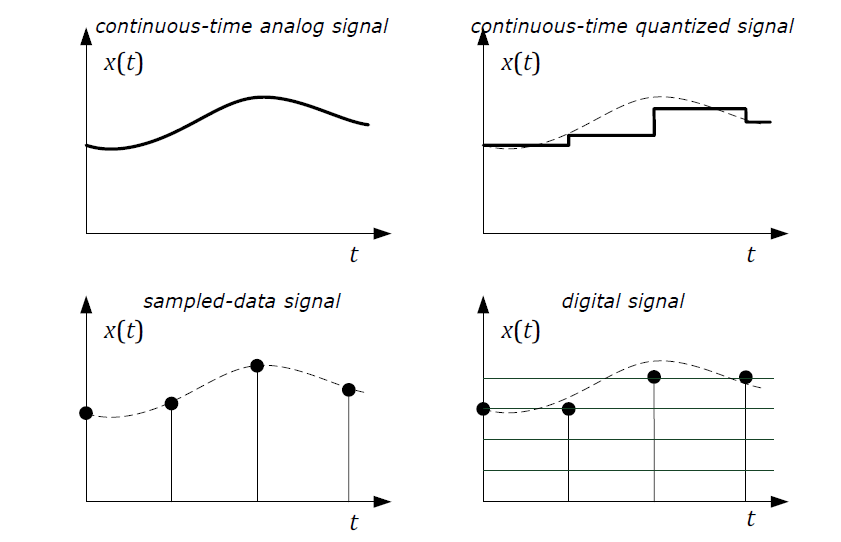 continuous-time analog signal
x(t)
t
continuous-time quantized signal
x(t)
t
sampled-data signal
x(t)
t
digital signal
x(t)
t